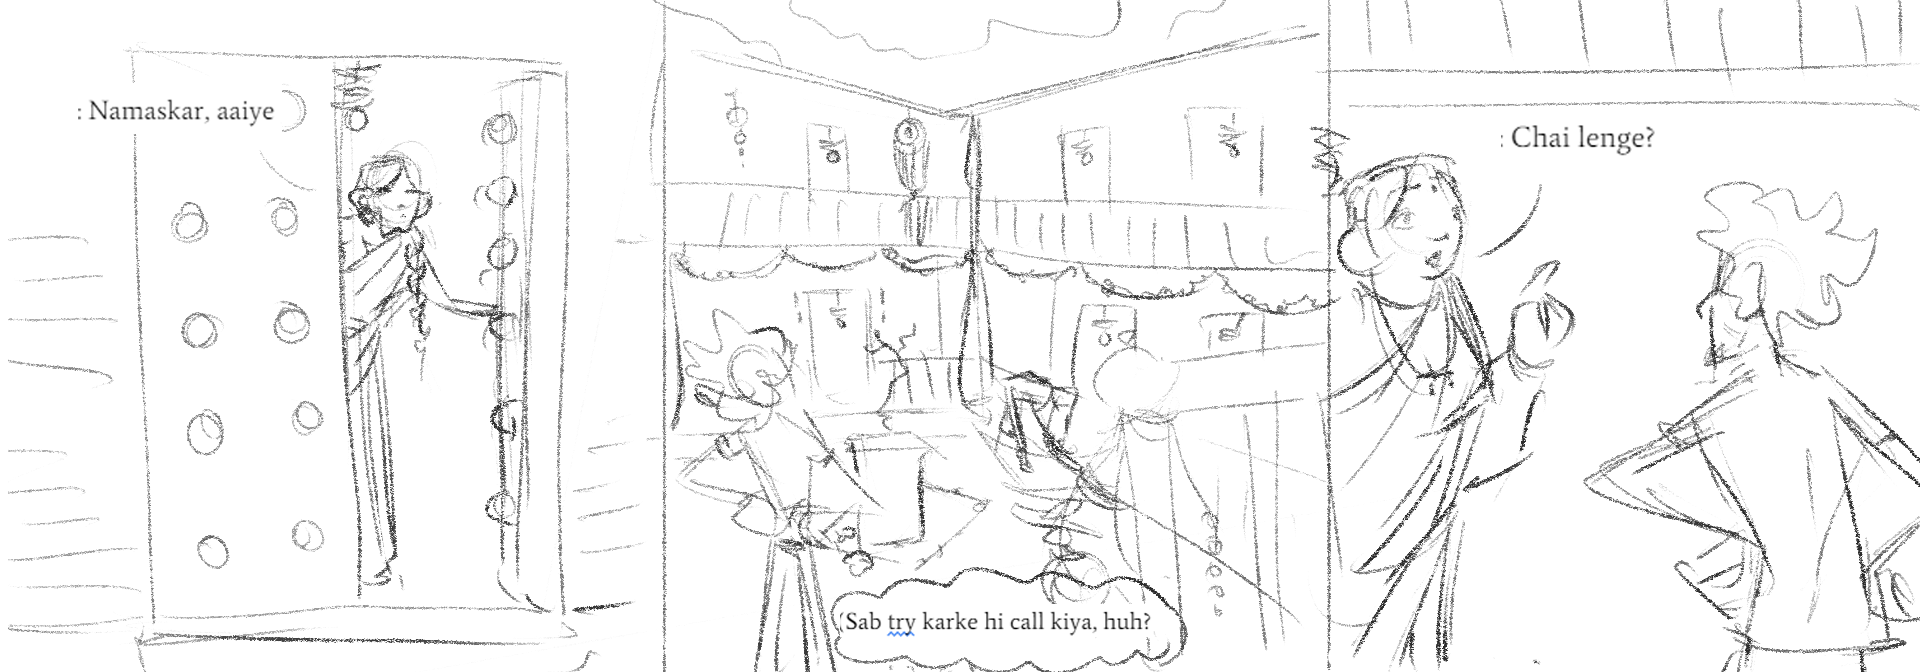 : Namaskar, aaiye
(Sab try karke hi call kiya, huh?
: Chai lenge?